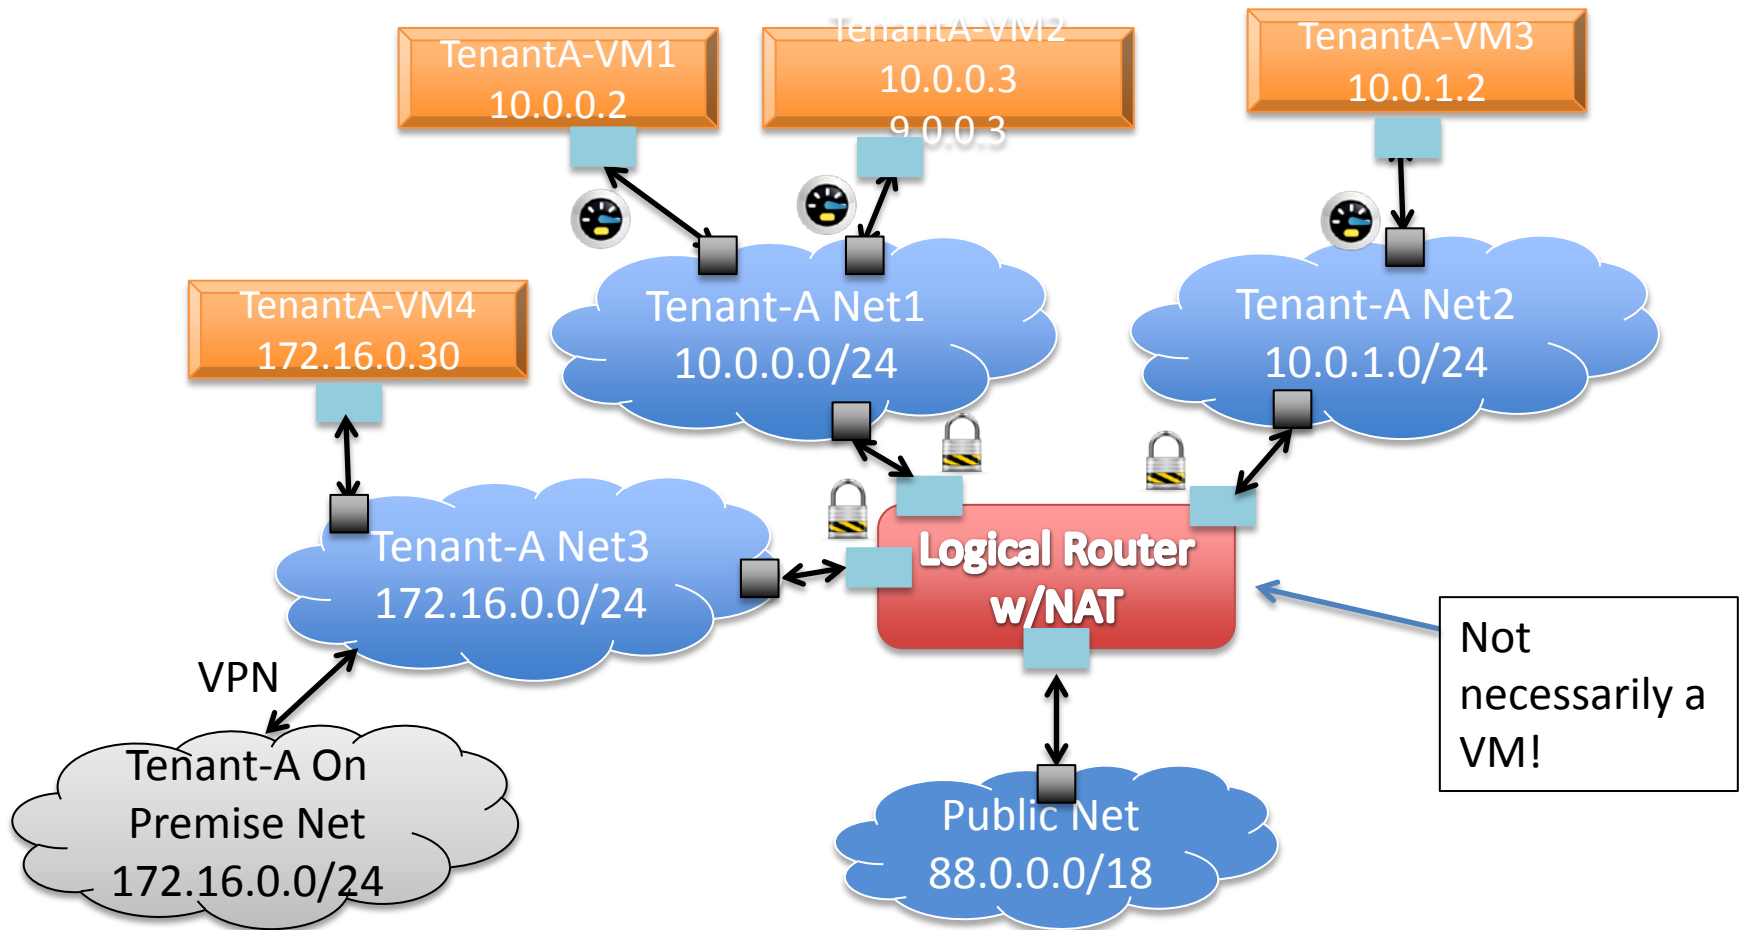 TenantA-VM1
10.0.0.2
TenantA-VM2
10.0.0.3
9.0.0.3
TenantA-VM3
10.0.1.2
TenantA-VM4
172.16.0.30
Tenant-A Net1
10.0.0.0/24
Tenant-A Net2
10.0.1.0/24
Tenant-A Net3
172.16.0.0/24
Logical Router
w/NAT
Not
necessarily a
VM!
VPN
Tenant-A On
Premise Net
172.16.0.0/24
Public Net
88.0.0.0/18